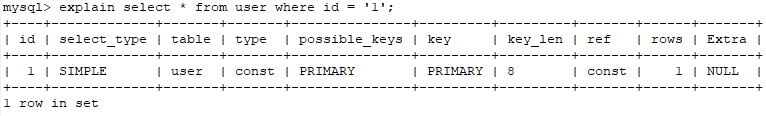 mysql> explain select * from user where id = '1';
+----+-------------+-------+-------+---------------+---------+---------+-------+------+-------+
| id | select_type | table | type | possible_keys | key | key_len | ref | rows | Extra |
+----+-------------+-------+-------+---------------+---------+---------+-------+------+-------+
| 1 | SIMPLE | user | const | PRIMARY | PRIMARY | 8 | const | 1 | NULL |
+----+-------------+-------+-------+---------------+---------+---------+-------+------+-------+
1 row in set